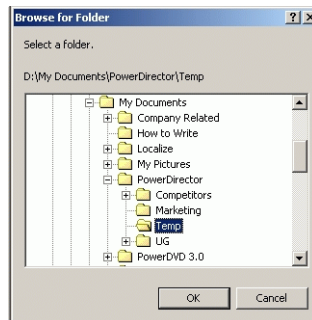 Browse for Folder
Select a folder.
D:\My Documents\PowerDirector\Temp
My Documents
Company Related
How to Write
Localize
My Pictures
PowerDirector
Competitors
Marketing
Temp
UG
PowerDVD 3.0
OK Cancel